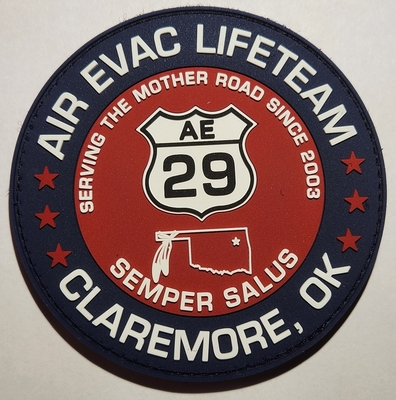 AIR EVAC LIFETEAM
SERVING THE MOTHER ROAD SINCE 2003
AE
29
SEMPER SALUS
CLAREMORE, OK